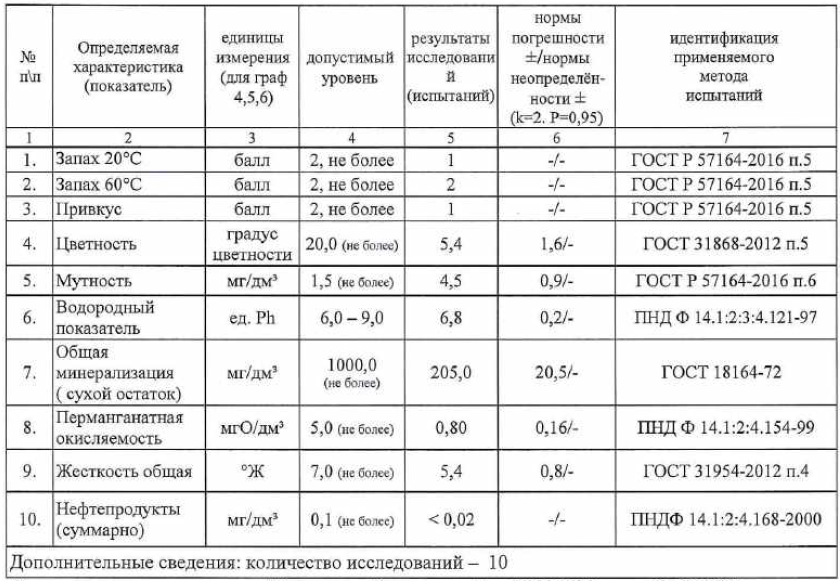 № п\п
Определяемая характеристика (показатель)
единицы измерения (для граф 4,5,6)
допустимый уровень
результаты исследовани й (испытаний)
нормы погрешности ±/нормы неопределён- ности ± (k=2. P=0,95)
идентификация применяемого метода испытаний
1 2 3 4 5 6 7
1. Запах 20°С балл 2, не более 1 -/- ГОСТ Р 57164-2016 п.5
2. Запах 60°С балл 2, не более 2 -/- ГОСТ Р 57164-2016 п.5
3. Привкус балл 2, не более 1 -/- ГОСТ Р 57164-2016 п.5
4. Цветность градус цветности 20,0 (не более) 5,4 1,6/- ГОСТ 31868-2012 п.5
5. Мутность мг/дм³ 1,5 (не более) 4,5 0,9/- ГОСТ Р 57164-2016 п.6
6. Водородный показатель ед. Ph 6,0 – 9,0 6,8 0,2/- ПНД Ф 14.1:2:3:4.121-97
7. Общая минерализация ( сухой остаток) мг/дм³ 1000,0 (не более) 205,0 20,5/- ГОСТ 18164-72
8. Перманганатная окисляемость мгО/дм³ 5,0 (не более) 0,80 0,16/- ПНД Ф 14.1:2:4.154-99
9. Жесткость общая °Ж 7,0 (не более) 5,4 0,8/- ГОСТ 31954-2012 п.4
10. Нефтепродукты (суммарно) мг/дм³ 0,1 (не более) < 0,02 -/- ПНДФ 14.1:2:4.168-2000
Дополнительные сведения: количество исследований – 10